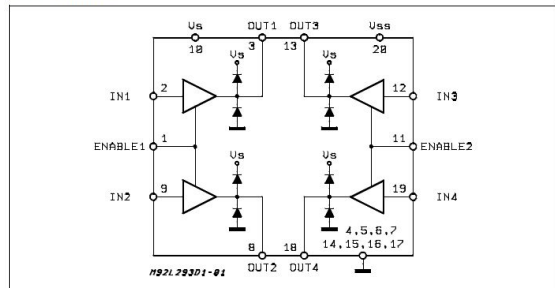 Vs OUT1 OUT3 Vss
10 3 13 20
Vs Vs
IN1 2 12 IN3
ENABLE1 1 11 ENABLE2
Vs Vs
IN2 9 19 IN4
4,5,6,7
8 18 14,15,16,17
M92L293D1-01 OUT2 OUT4